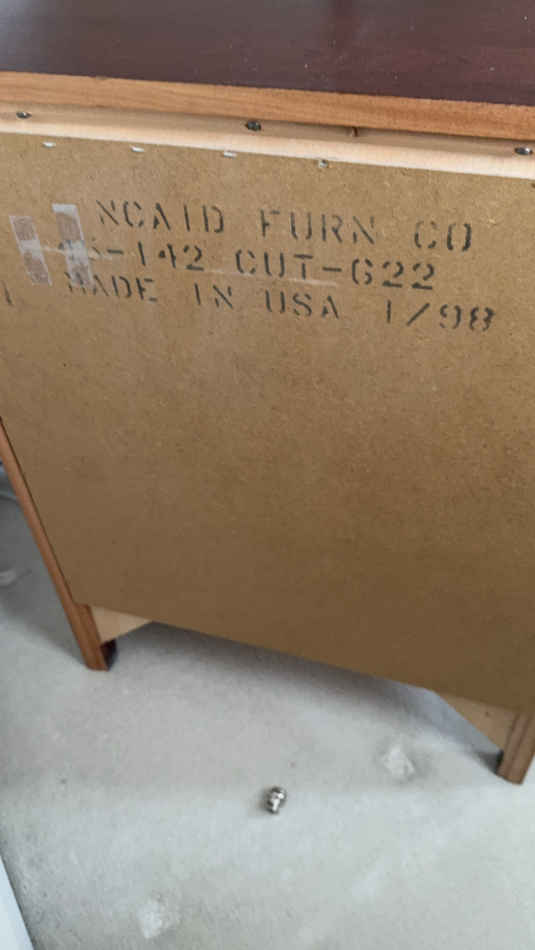 NCAID FURN CO
-142 CUT-622
MADE IN USA 1/98